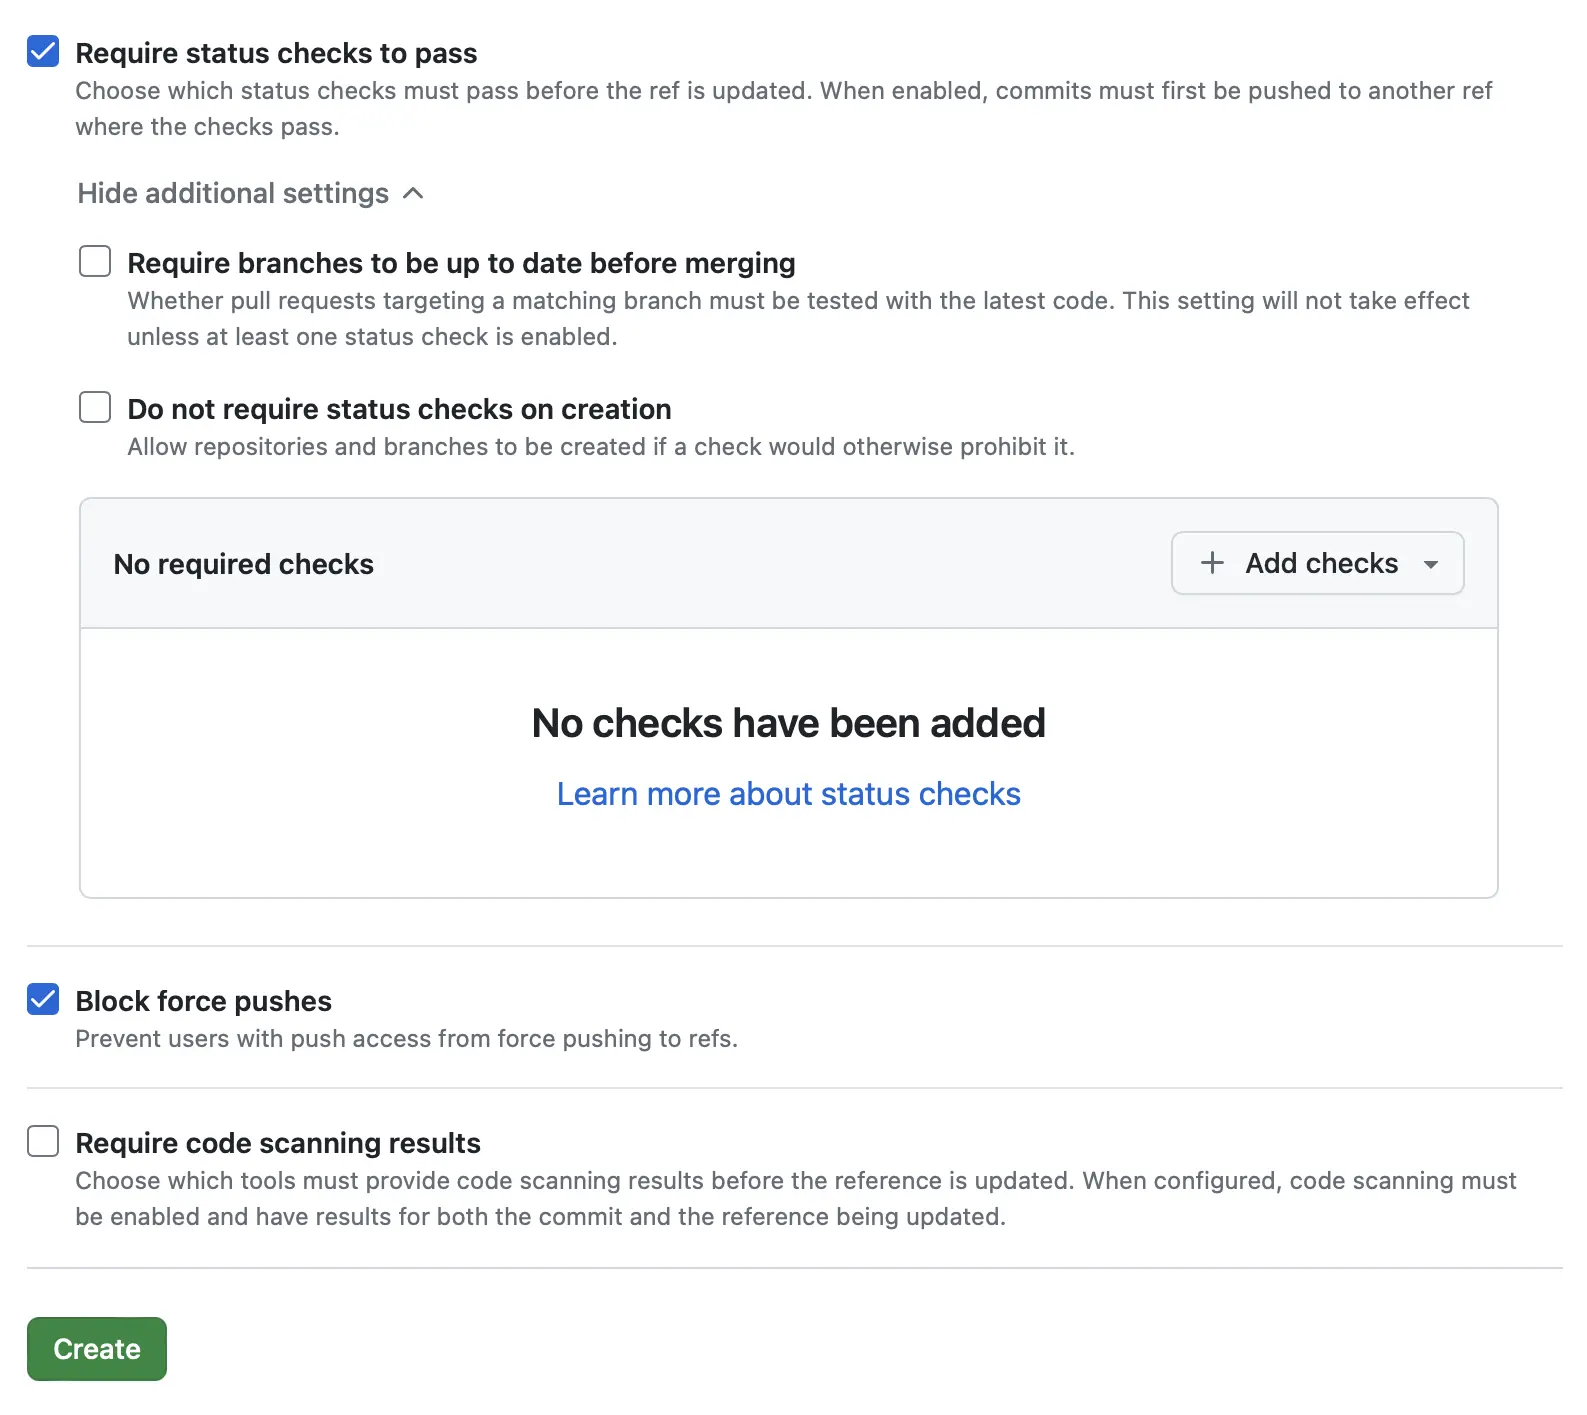 Require status checks to pass
Choose which status checks must pass before the ref is updated. When enabled, commits must first be pushed to another ref
where the checks pass.
Hide additional settings
Require branches to be up to date before merging
Whether pull requests targeting a matching branch must be tested with the latest code. This setting will not take effect
unless at least one status check is enabled.
Do not require status checks on creation
Allow repositories and branches to be created if a check would otherwise prohibit it.
No required checks
Add checks
No checks have been added
Learn more about status checks
Block force pushes
Prevent users with push access from force pushing to refs.
Require code scanning results
Choose which tools must provide code scanning results before the reference is updated. When configured, code scanning must
be enabled and have results for both the commit and the reference being updated.
Create